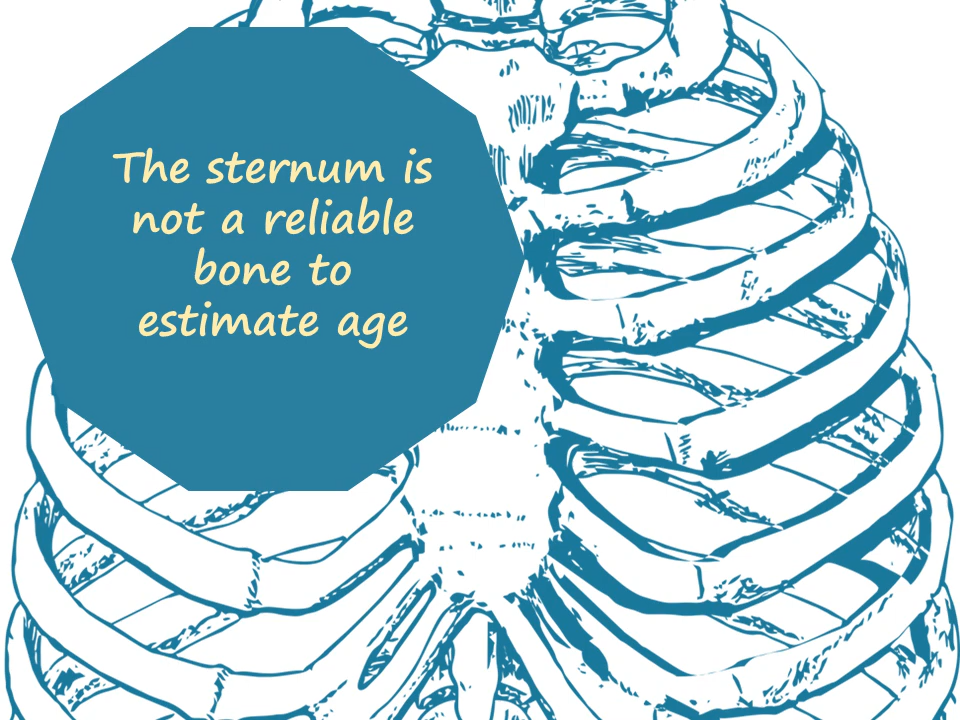 The sternum is
not a reliable
bone to
estimate age